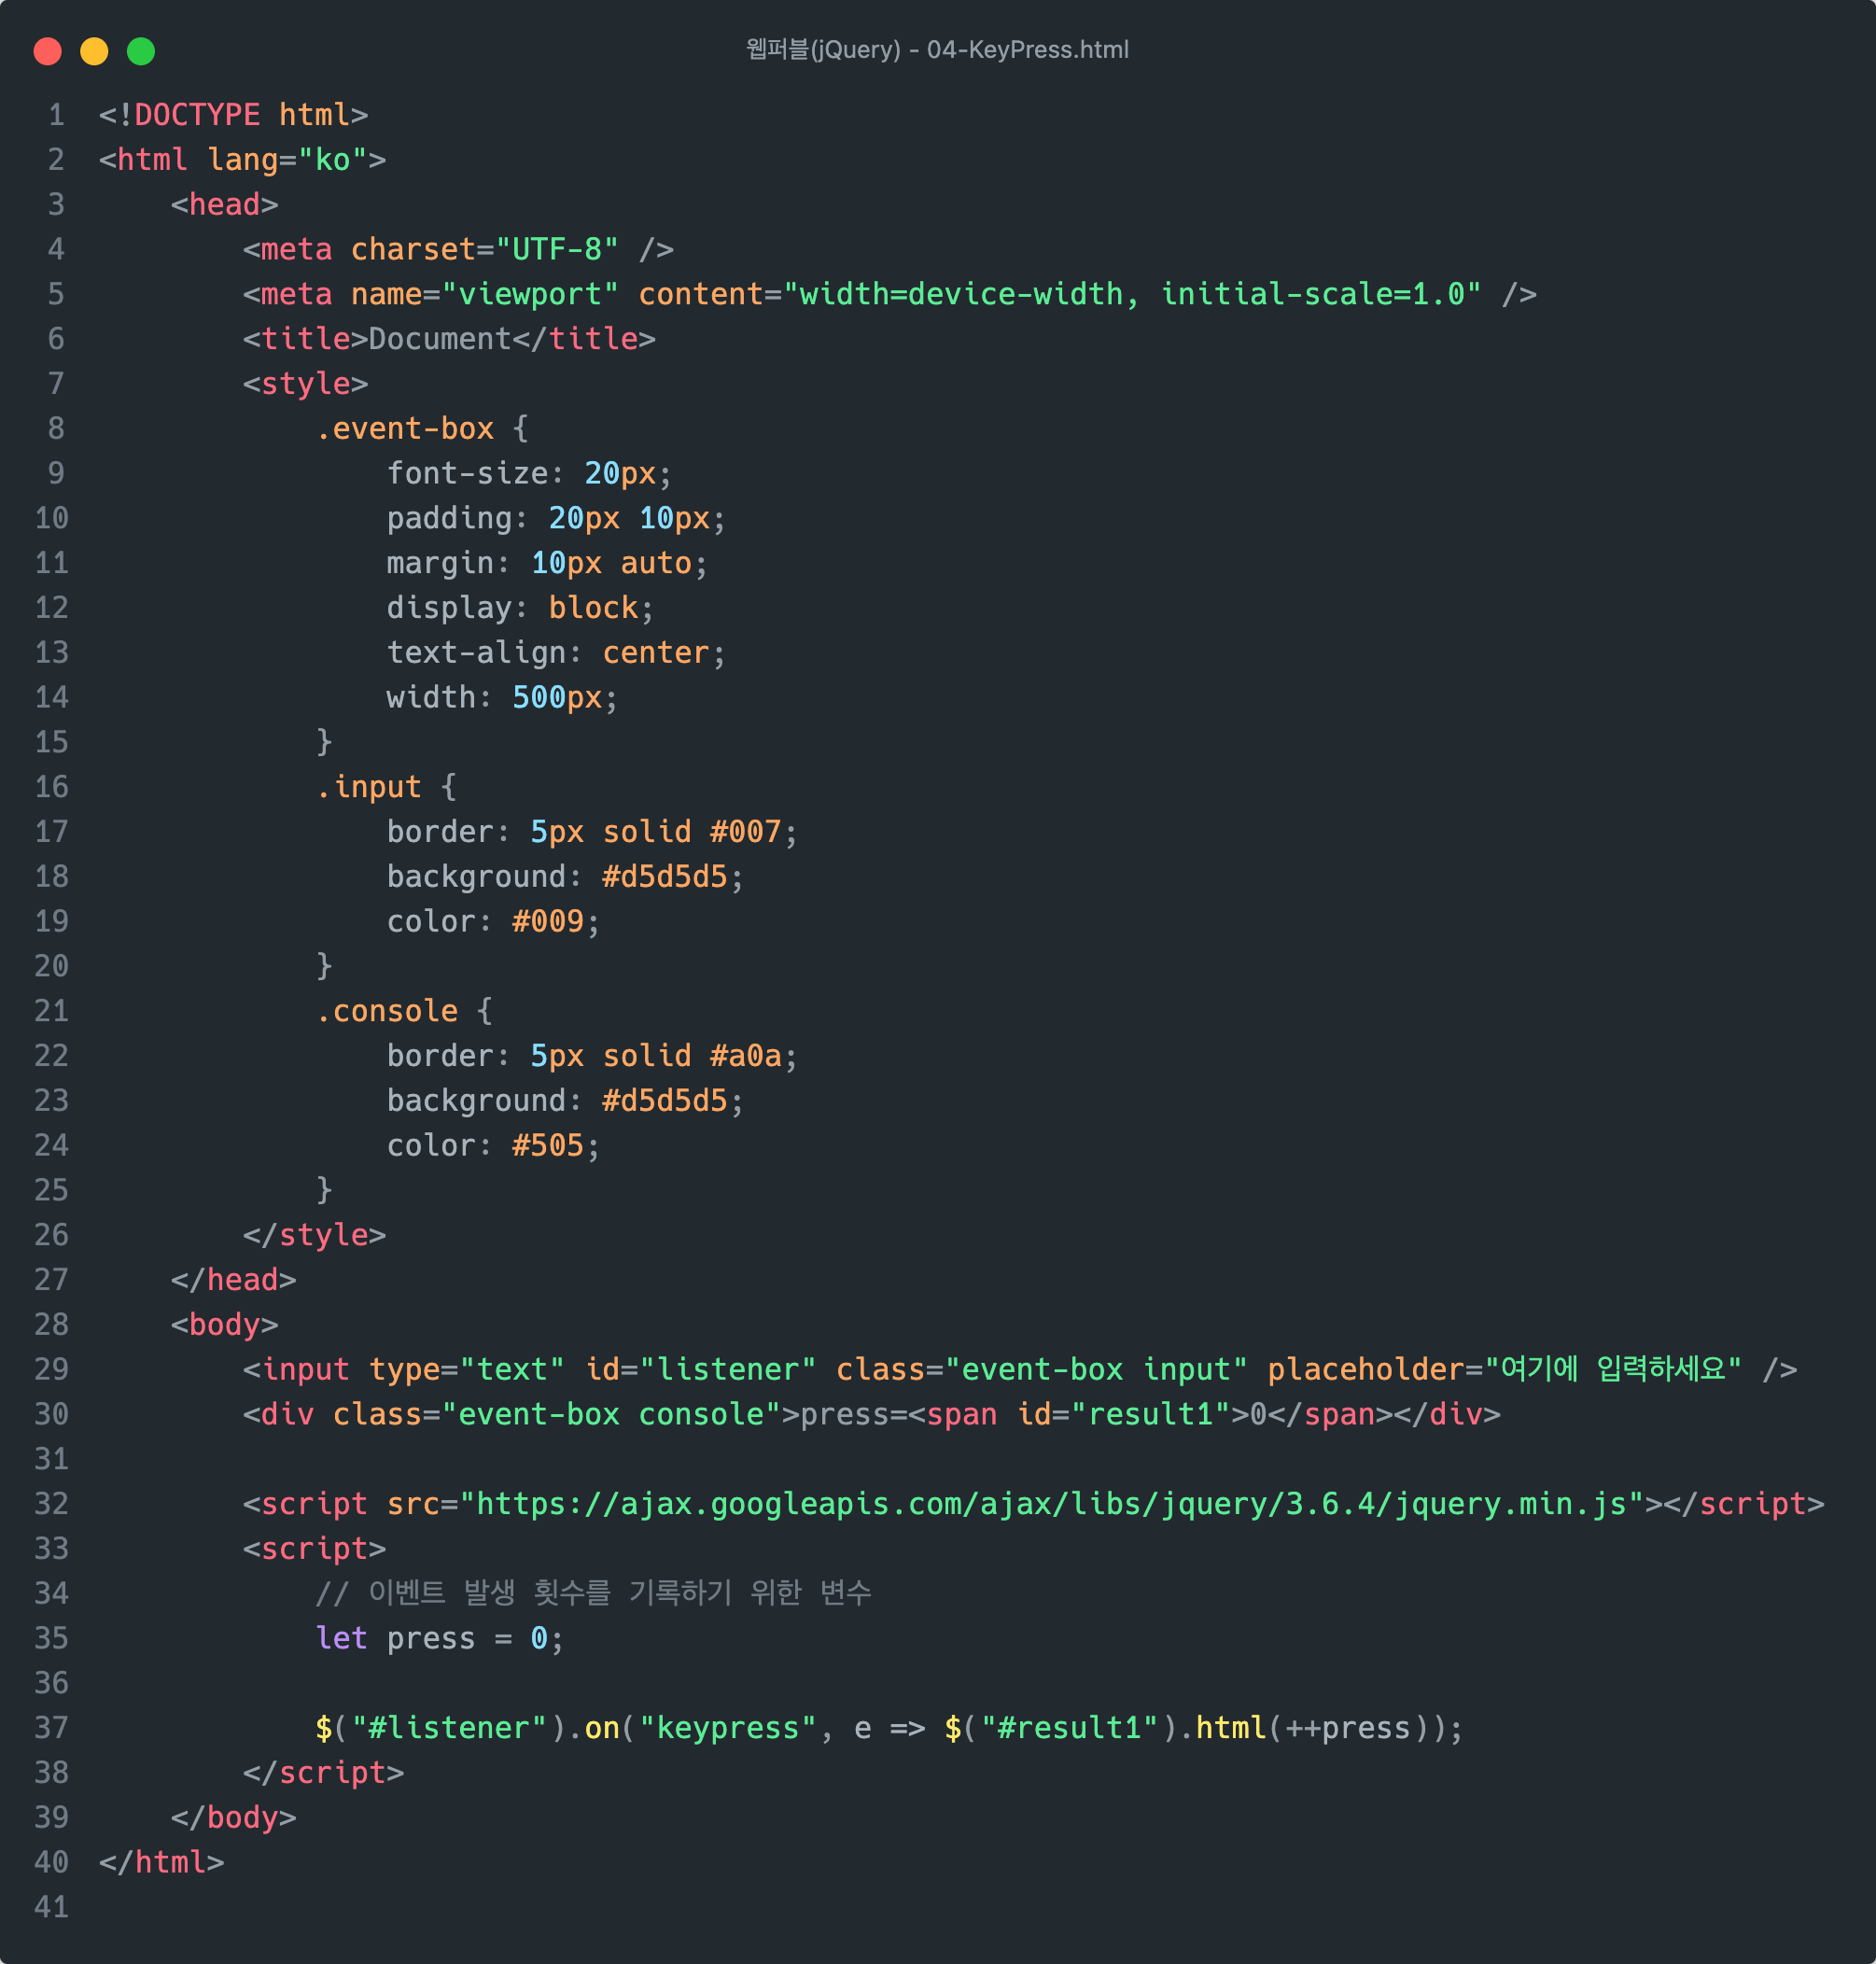 웹퍼블(jQuery) - 04-KeyPress.html
1 <!DOCTYPE html>
2 <html lang="ko">
3     <head>
4         <meta charset="UTF-8" />
5         <meta name="viewport" content="width=device-width, initial-scale=1.0" />
6         <title>Document</title>
7         <style>
8             .event-box {
9                 font-size: 20px;
10                 padding: 20px 10px;
11                 margin: 10px auto;
12                 display: block;
13                 text-align: center;
14                 width: 500px;
15             }
16             .input {
17                 border: 5px solid #007;
18                 background: #d5d5d5;
19                 color: #009;
20             }
21             .console {
22                 border: 5px solid #a0a;
23                 background: #d5d5d5;
24                 color: #505;
25             }
26         </style>
27     </head>
28     <body>
29         <input type="text" id="listener" class="event-box input" placeholder="여기에 입력하세요" />
30         <div class="event-box console">press=<span id="result1">0</span></div>
31
32         <script src="https://ajax.googleapis.com/ajax/libs/jquery/3.6.4/jquery.min.js"></script>
33         <script>
34             // 이벤트 발생 횟수를 기록하기 위한 변수
35             let press = 0;
36
37             $("#listener").on("keypress", e => $("#result1").html(++press));
38         </script>
39     </body>
40 </html>
41